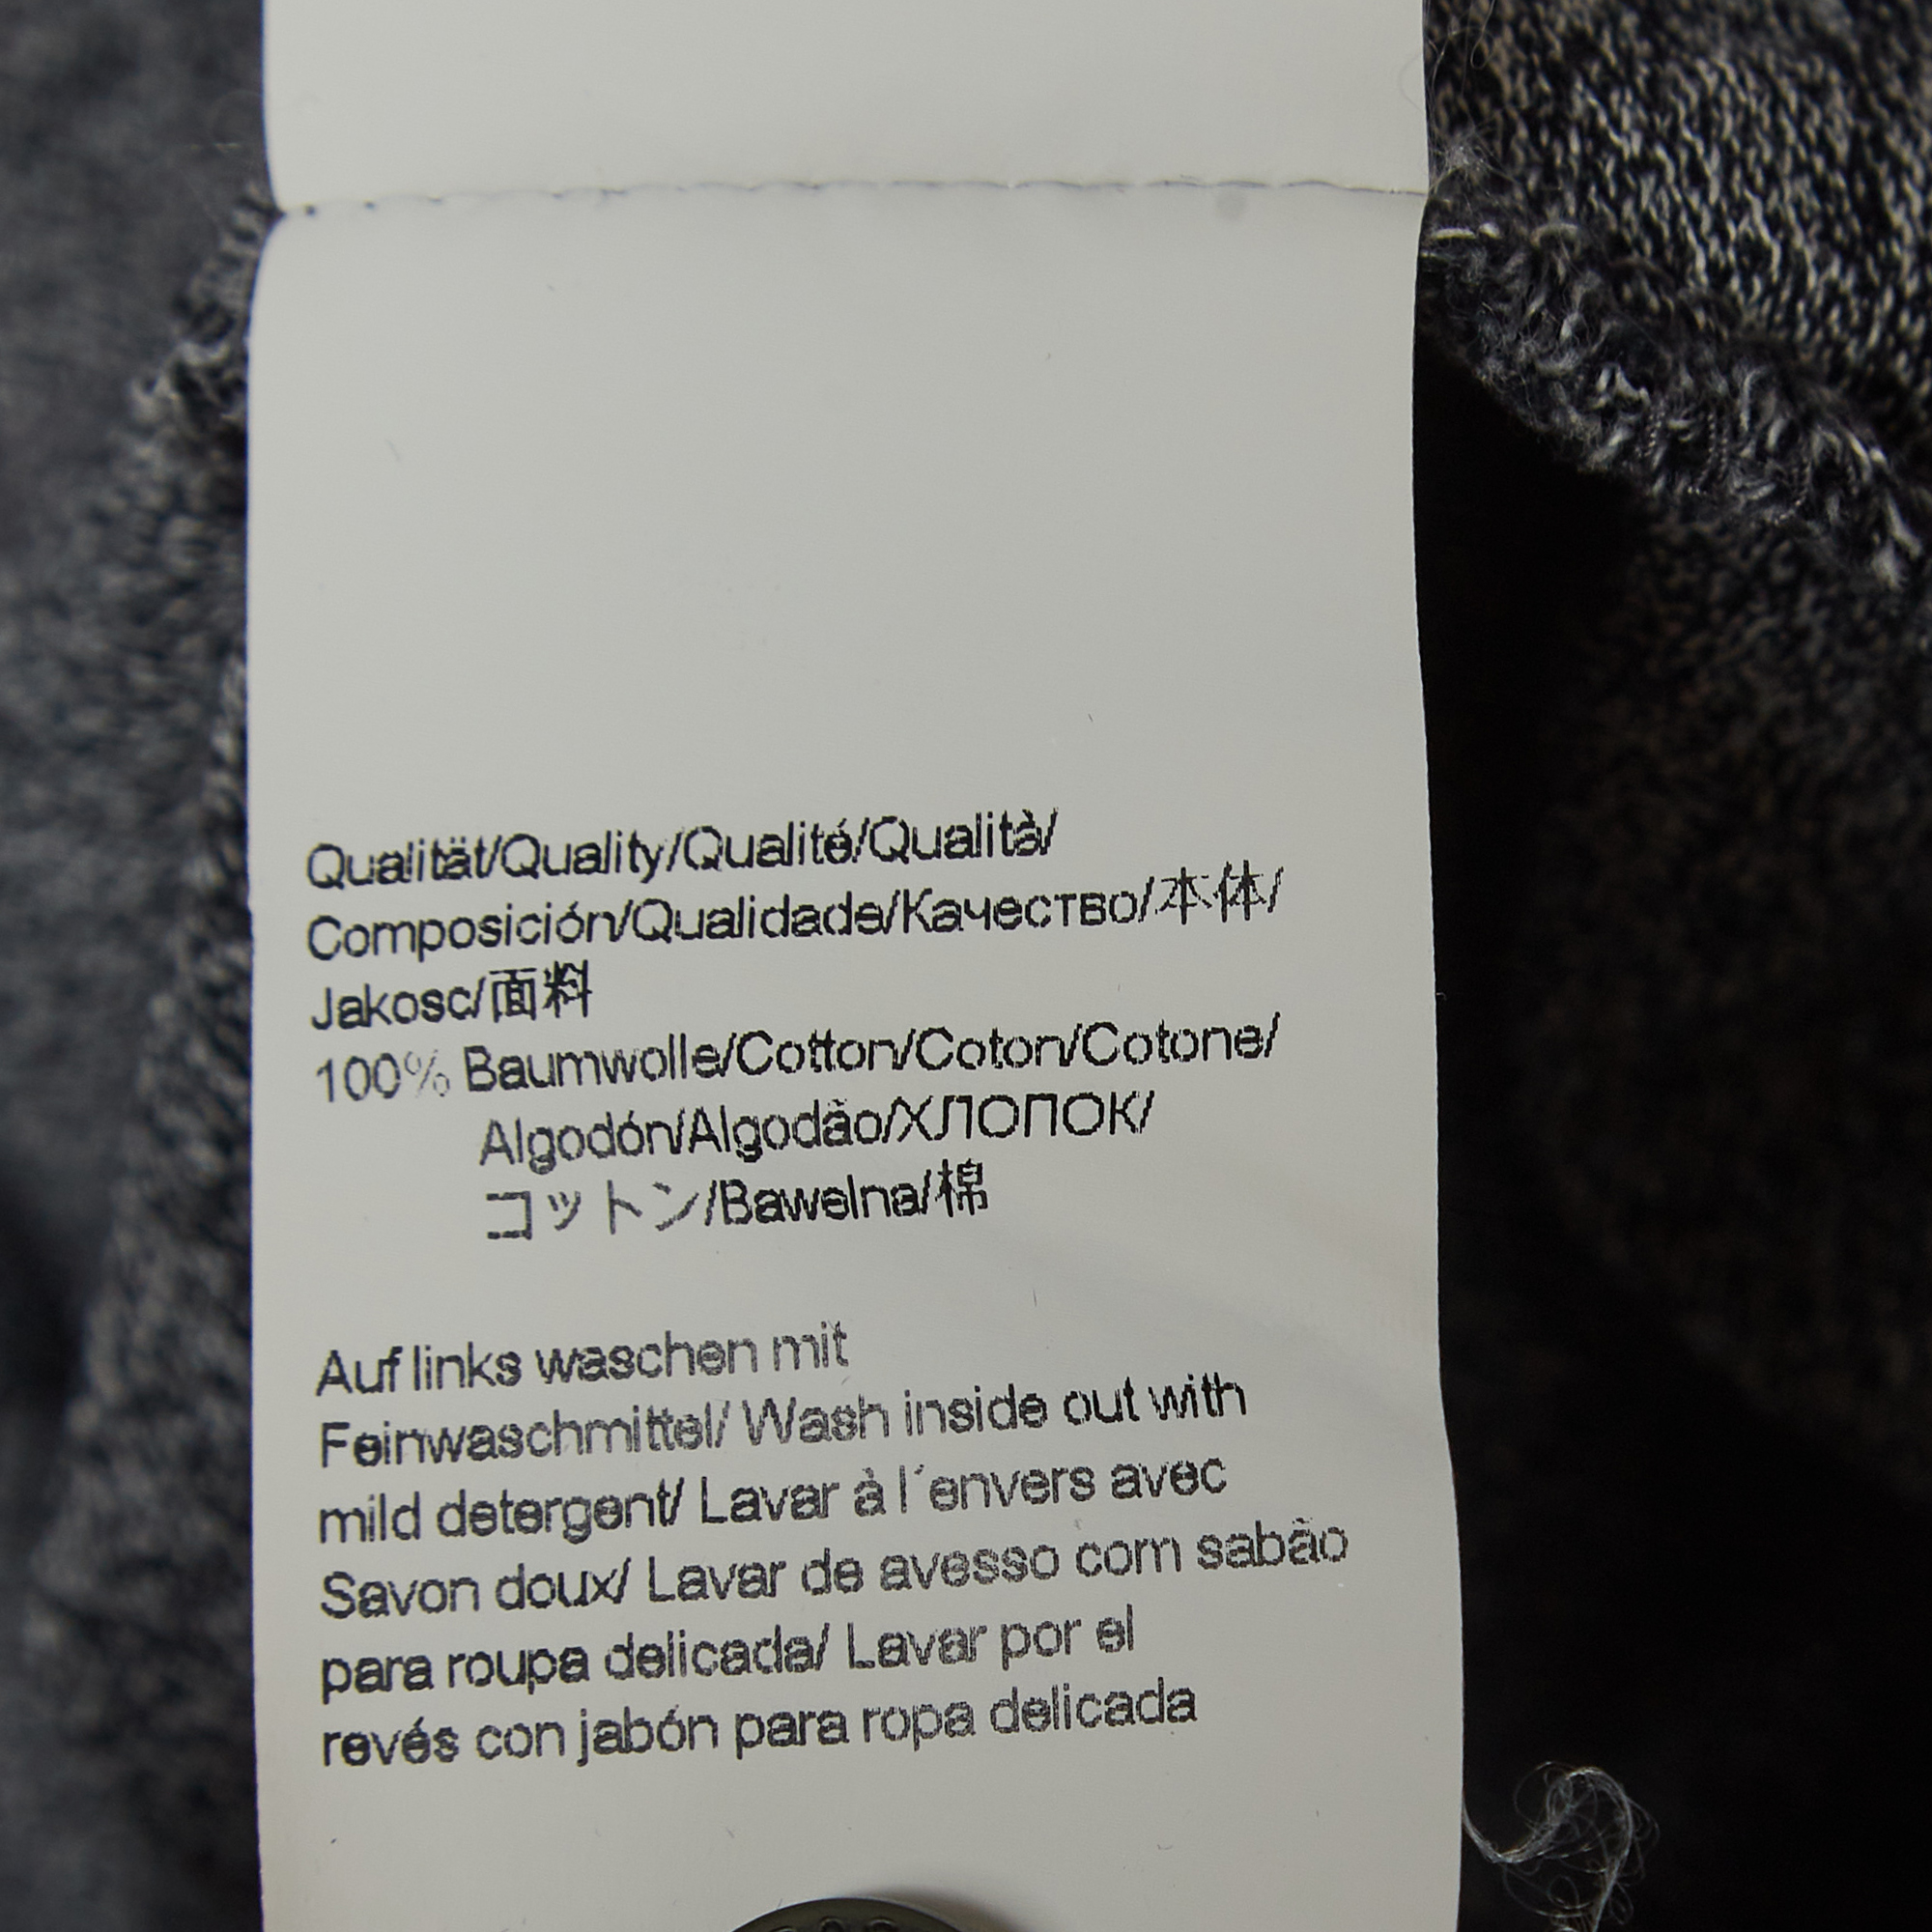 Qualität/Quality/Qualité/Qualità/
Composición/Qualidade/Качество/本体/
Jakosc/面料
100% Baumwolle/Cotton/Coton/Cotone/
Algodón/Algodão/ХЛОПОК/
コットン/Bawelna/棉
Auf links waschen mit
Feinwaschmittel/ Wash inside out with
mild detergent/ Lavar à l´envers avec
Savon doux/ Lavar de avesso com sabão
para roupa delicada/ Lavar por el
revés con jabón para ropa delicada